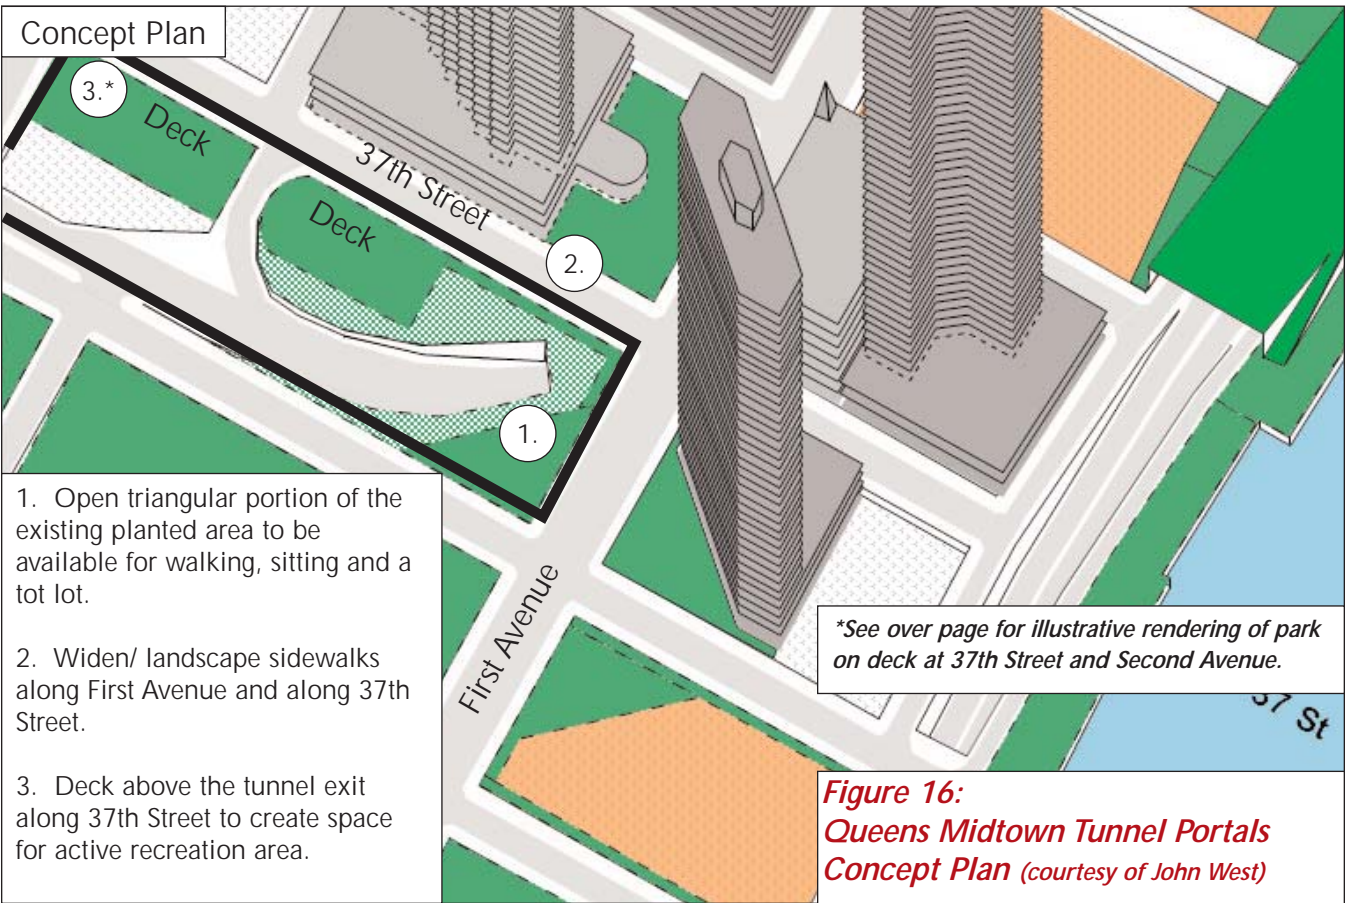 Concept Plan
3.*
Deck
37th Street
Deck
2.
1.
First Avenue
1. Open triangular portion of the
existing planted area to be
available for walking, sitting and a
tot lot.
2. Widen/ landscape sidewalks
along First Avenue and along 37th
Street.
3. Deck above the tunnel exit
along 37th Street to create space
for active recreation area.
*See over page for illustrative rendering of park
on deck at 37th Street and Second Avenue.
37 St
Figure 16:
Queens Midtown Tunnel Portals
Concept Plan (courtesy of John West)